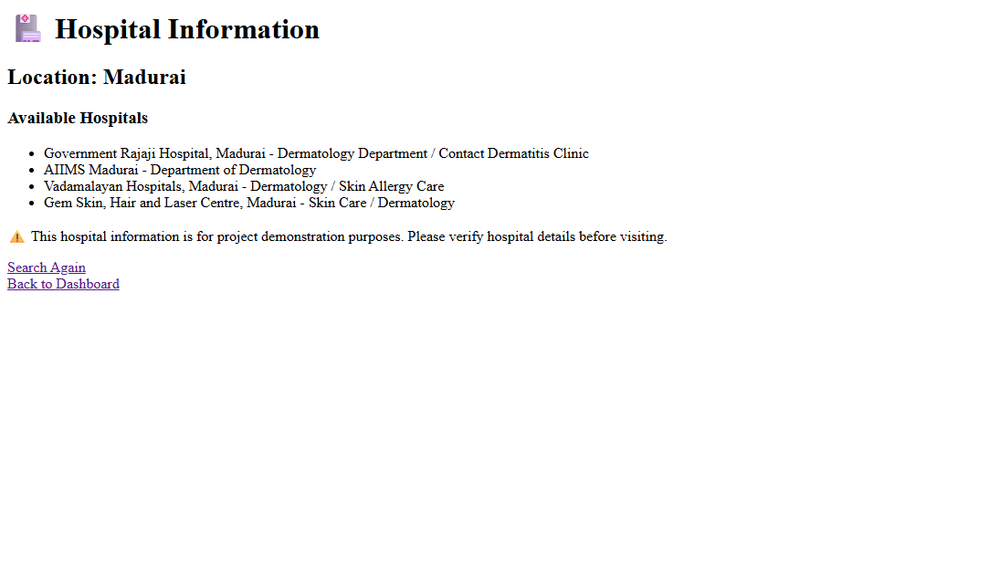 Hospital Information
Location: Madurai
Available Hospitals
Government Rajaji Hospital, Madurai - Dermatology Department / Contact Dermatitis Clinic
AIIMS Madurai - Department of Dermatology
Vadamalayan Hospitals, Madurai - Dermatology / Skin Allergy Care
Gem Skin, Hair and Laser Centre, Madurai - Skin Care / Dermatology
This hospital information is for project demonstration purposes. Please verify hospital details before visiting.
Search Again
Back to Dashboard